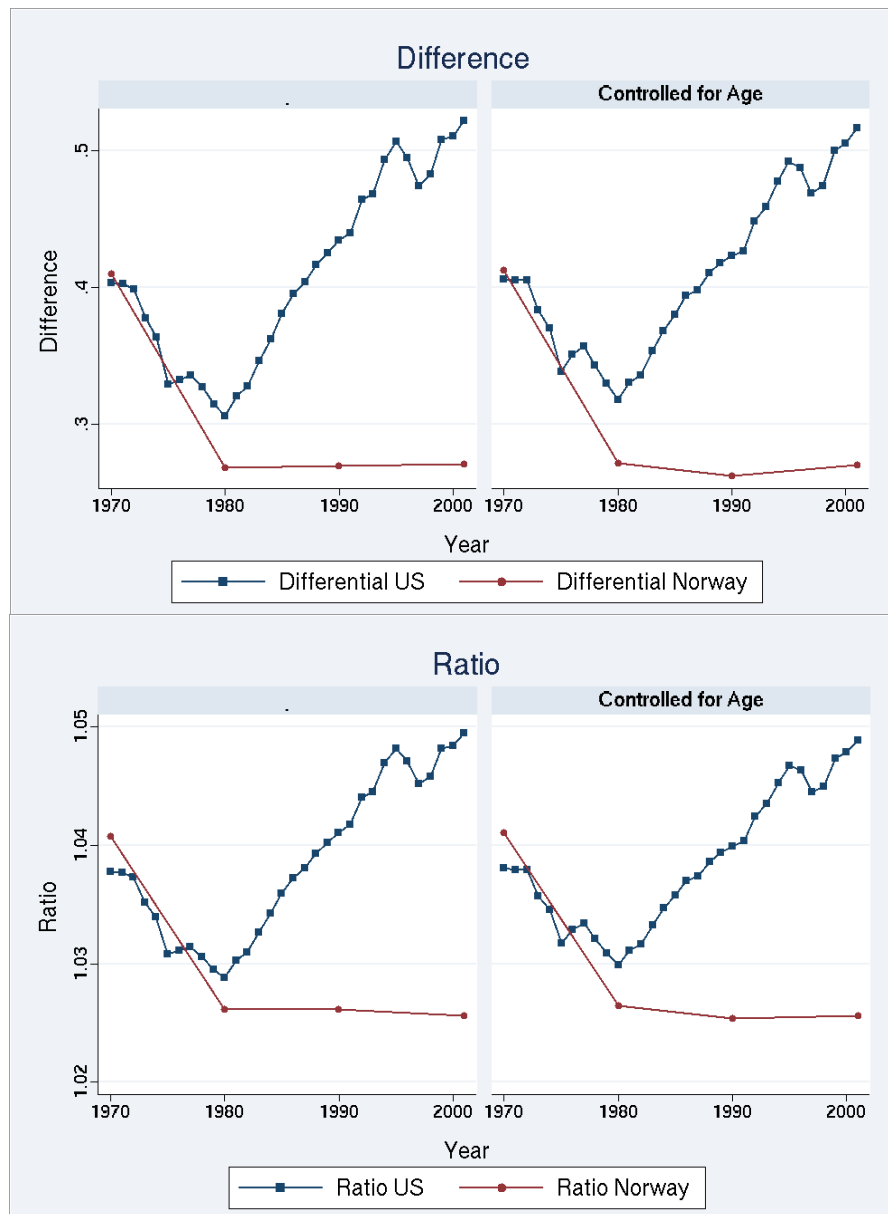 Difference
.
Controlled for Age
Difference
.5
.4
.3
1970 1980 1990 2000
1970 1980 1990 2000
Year
Differential US Differential Norway
Ratio
.
Controlled for Age
Ratio
1.05
1.04
1.03
1.02
1970 1980 1990 2000
1970 1980 1990 2000
Year
Ratio US Ratio Norway